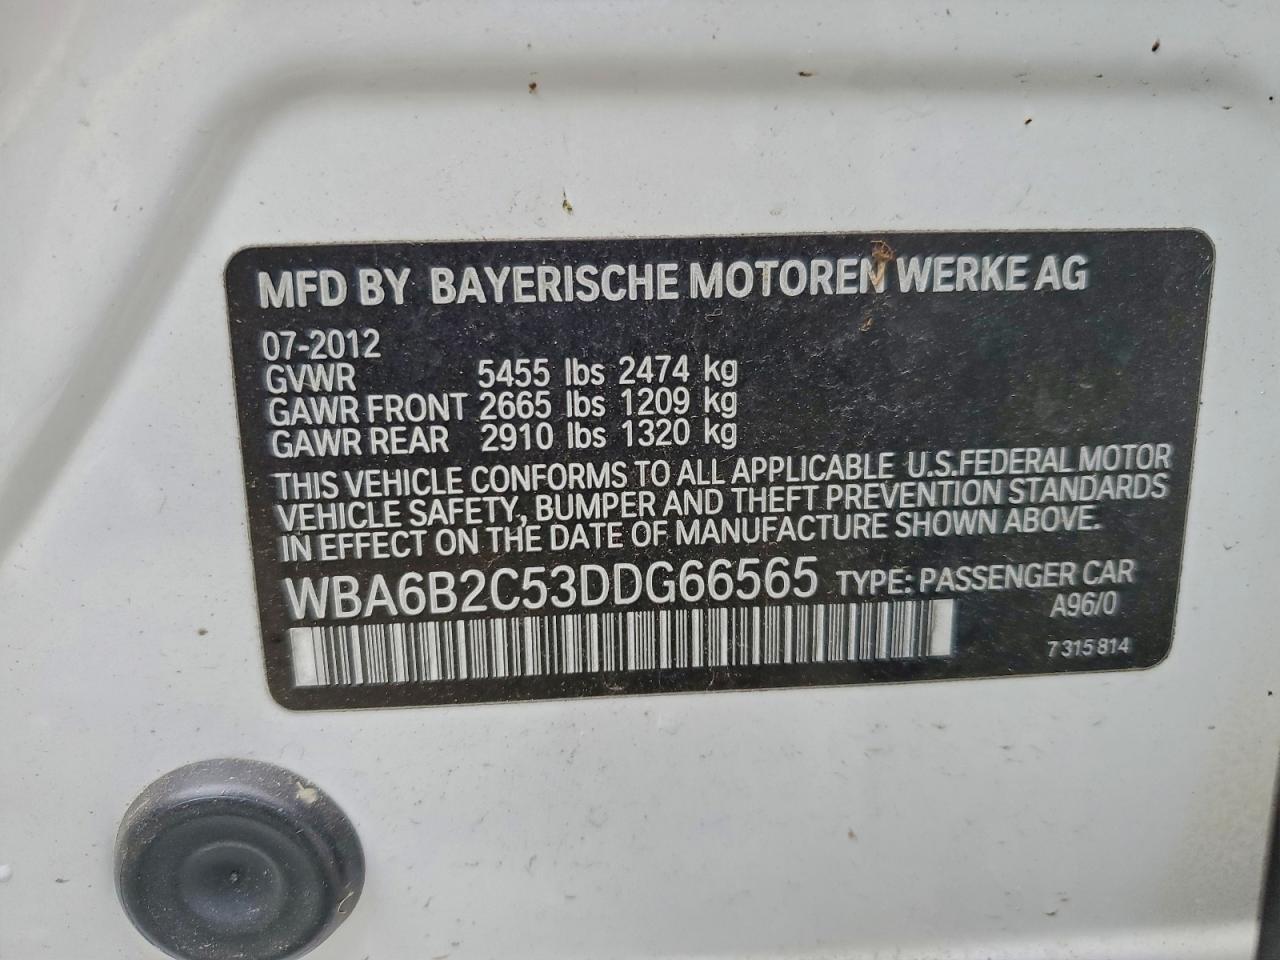 MFD BY BAYERISCHE MOTOREN WERKE AG
07-2012
GVWR 5455 lbs 2474 kg
GAWR FRONT 2665 lbs 1209 kg
GAWR REAR 2910 lbs 1320 kg
THIS VEHICLE CONFORMS TO ALL APPLICABLE U.S.FEDERAL MOTOR
VEHICLE SAFETY, BUMPER AND THEFT PREVENTION STANDARDS
IN EFFECT ON THE DATE OF MANUFACTURE SHOWN ABOVE.
WBA6B2C53DDG66565 TYPE: PASSENGER CAR
A96/0
7 315 814